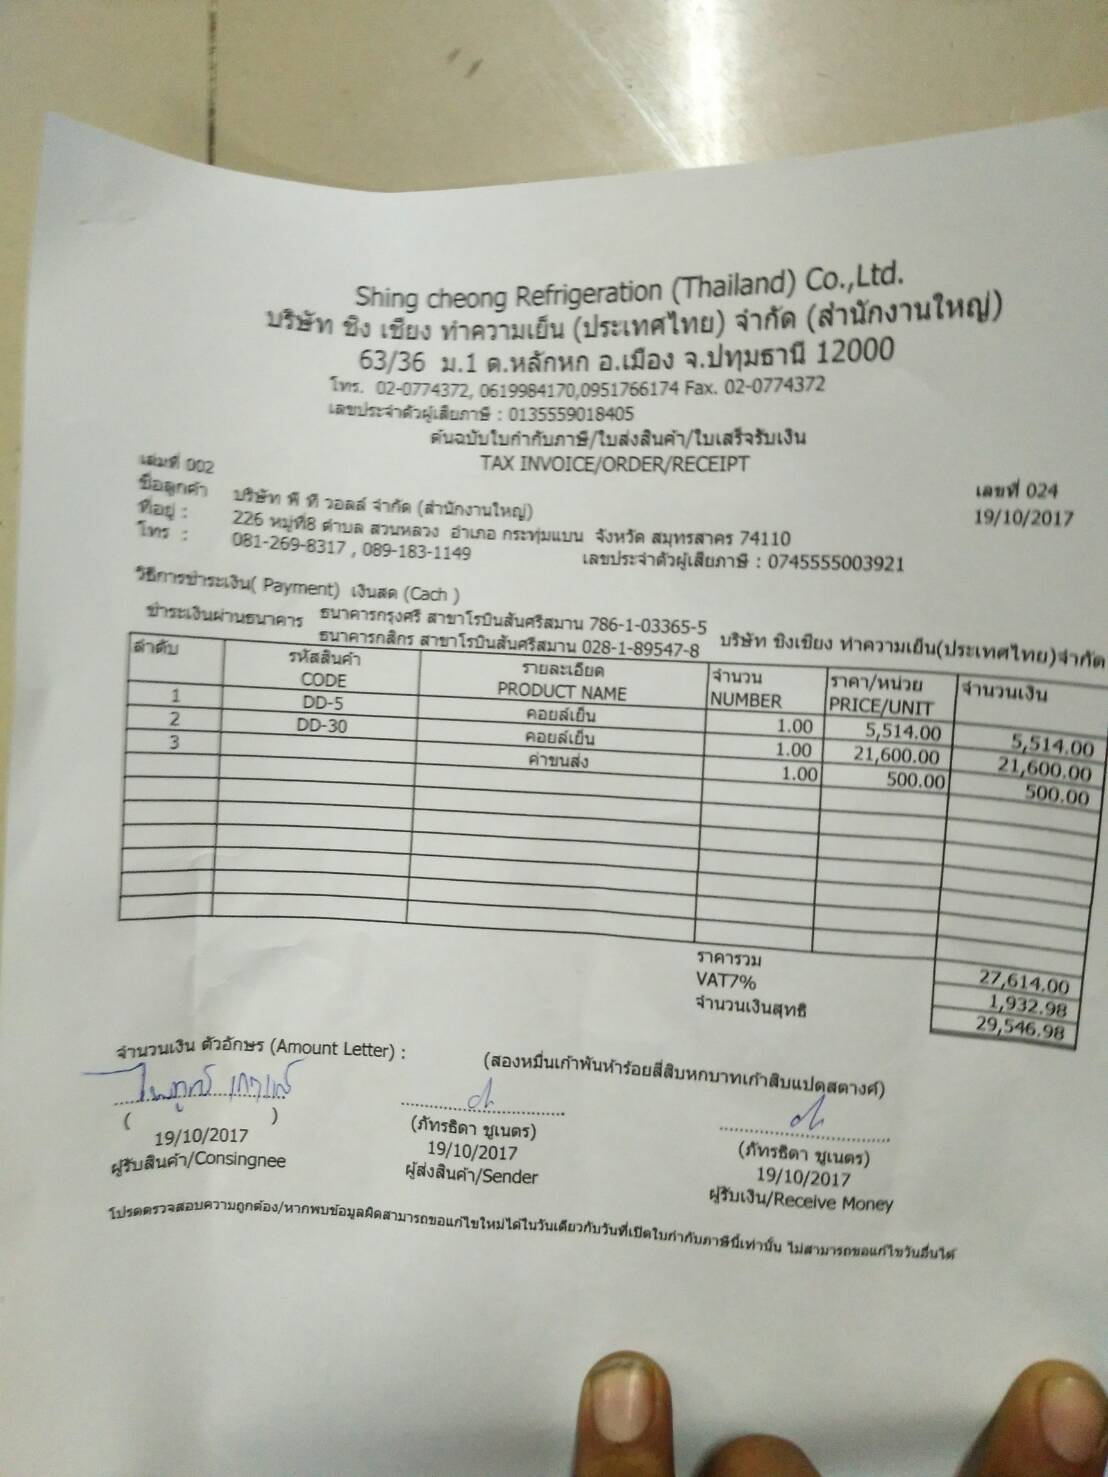 Shing cheong Refrigeration (Thailand) Co.,Ltd.
บริษัท ชิง เชียง ทำความเย็น (ประเทศไทย) จำกัด (สำนักงานใหญ่)
63/36 ม.1 ต.หลักหก อ.เมือง จ.ปทุมธานี 12000
โทร. 02-0774372, 0619984170,0951766174 Fax. 02-0774372
เลขประจำตัวผู้เสียภาษี : 0135559018405
ต้นฉบับใบกำกับภาษี/ใบส่งสินค้า/ใบเสร็จรับเงิน
TAX INVOICE/ORDER/RECEIPT
เล่มที่ 002 เลขที่ 024
ชื่อลูกค้า บริษัท พี ที วอลล์ จำกัด (สำนักงานใหญ่) 19/10/2017
ที่อยู่ : 226 หมู่ที่8 ตำบล สวนหลวง อำเภอ กระทุ่มแบน จังหวัด สมุทรสาคร 74110
โทร : 081-269-8317 , 089-183-1149 เลขประจำตัวผู้เสียภาษี : 0745555003921
วิธีการชำระเงิน( Payment) เงินสด (Cach )
ชำระเงินผ่านธนาคาร ธนาคารกรุงศรี สาขาโรบินสันศรีสมาน 786-1-03365-5
ธนาคารกสิกร สาขาโรบินสันศรีสมาน 028-1-89547-8 บริษัท ชิงเชียง ทำความเย็น(ประเทศไทย)จำกัด
ลำดับ รหัสสินค้า รายละเอียด จำนวน ราคา/หน่วย จำนวนเงิน
CODE PRODUCT NAME NUMBER PRICE/UNIT
1 DD-5 คอยล์เย็น 1.00 5,514.00 5,514.00
2 DD-30 คอยล์เย็น 1.00 21,600.00 21,600.00
3 ค่าขนส่ง 1.00 500.00 500.00
ราคารวม 27,614.00
VAT7% 1,932.98
จำนวนเงินสุทธิ 29,546.98
จำนวนเงิน ตัวอักษร (Amount Letter) : (สองหมื่นเก้าพันห้าร้อยสี่สิบหกบาทเก้าสิบแปดสตางค์)
( ) (ภัทรธิดา ชูเนตร) (ภัทรธิดา ชูเนตร)
19/10/2017 19/10/2017 19/10/2017
ผู้รับสินค้า/Consingnee ผู้ส่งสินค้า/Sender ผู้รับเงิน/Receive Money
โปรดตรวจสอบความถูกต้อง/หากพบข้อมูลผิดสามารถขอแก้ไขใหม่ได้ในวันเดียวกับวันที่เปิดใบกำกับภาษีนี้เท่านั้น ไม่สามารถขอแก้ไขวันอื่นได้